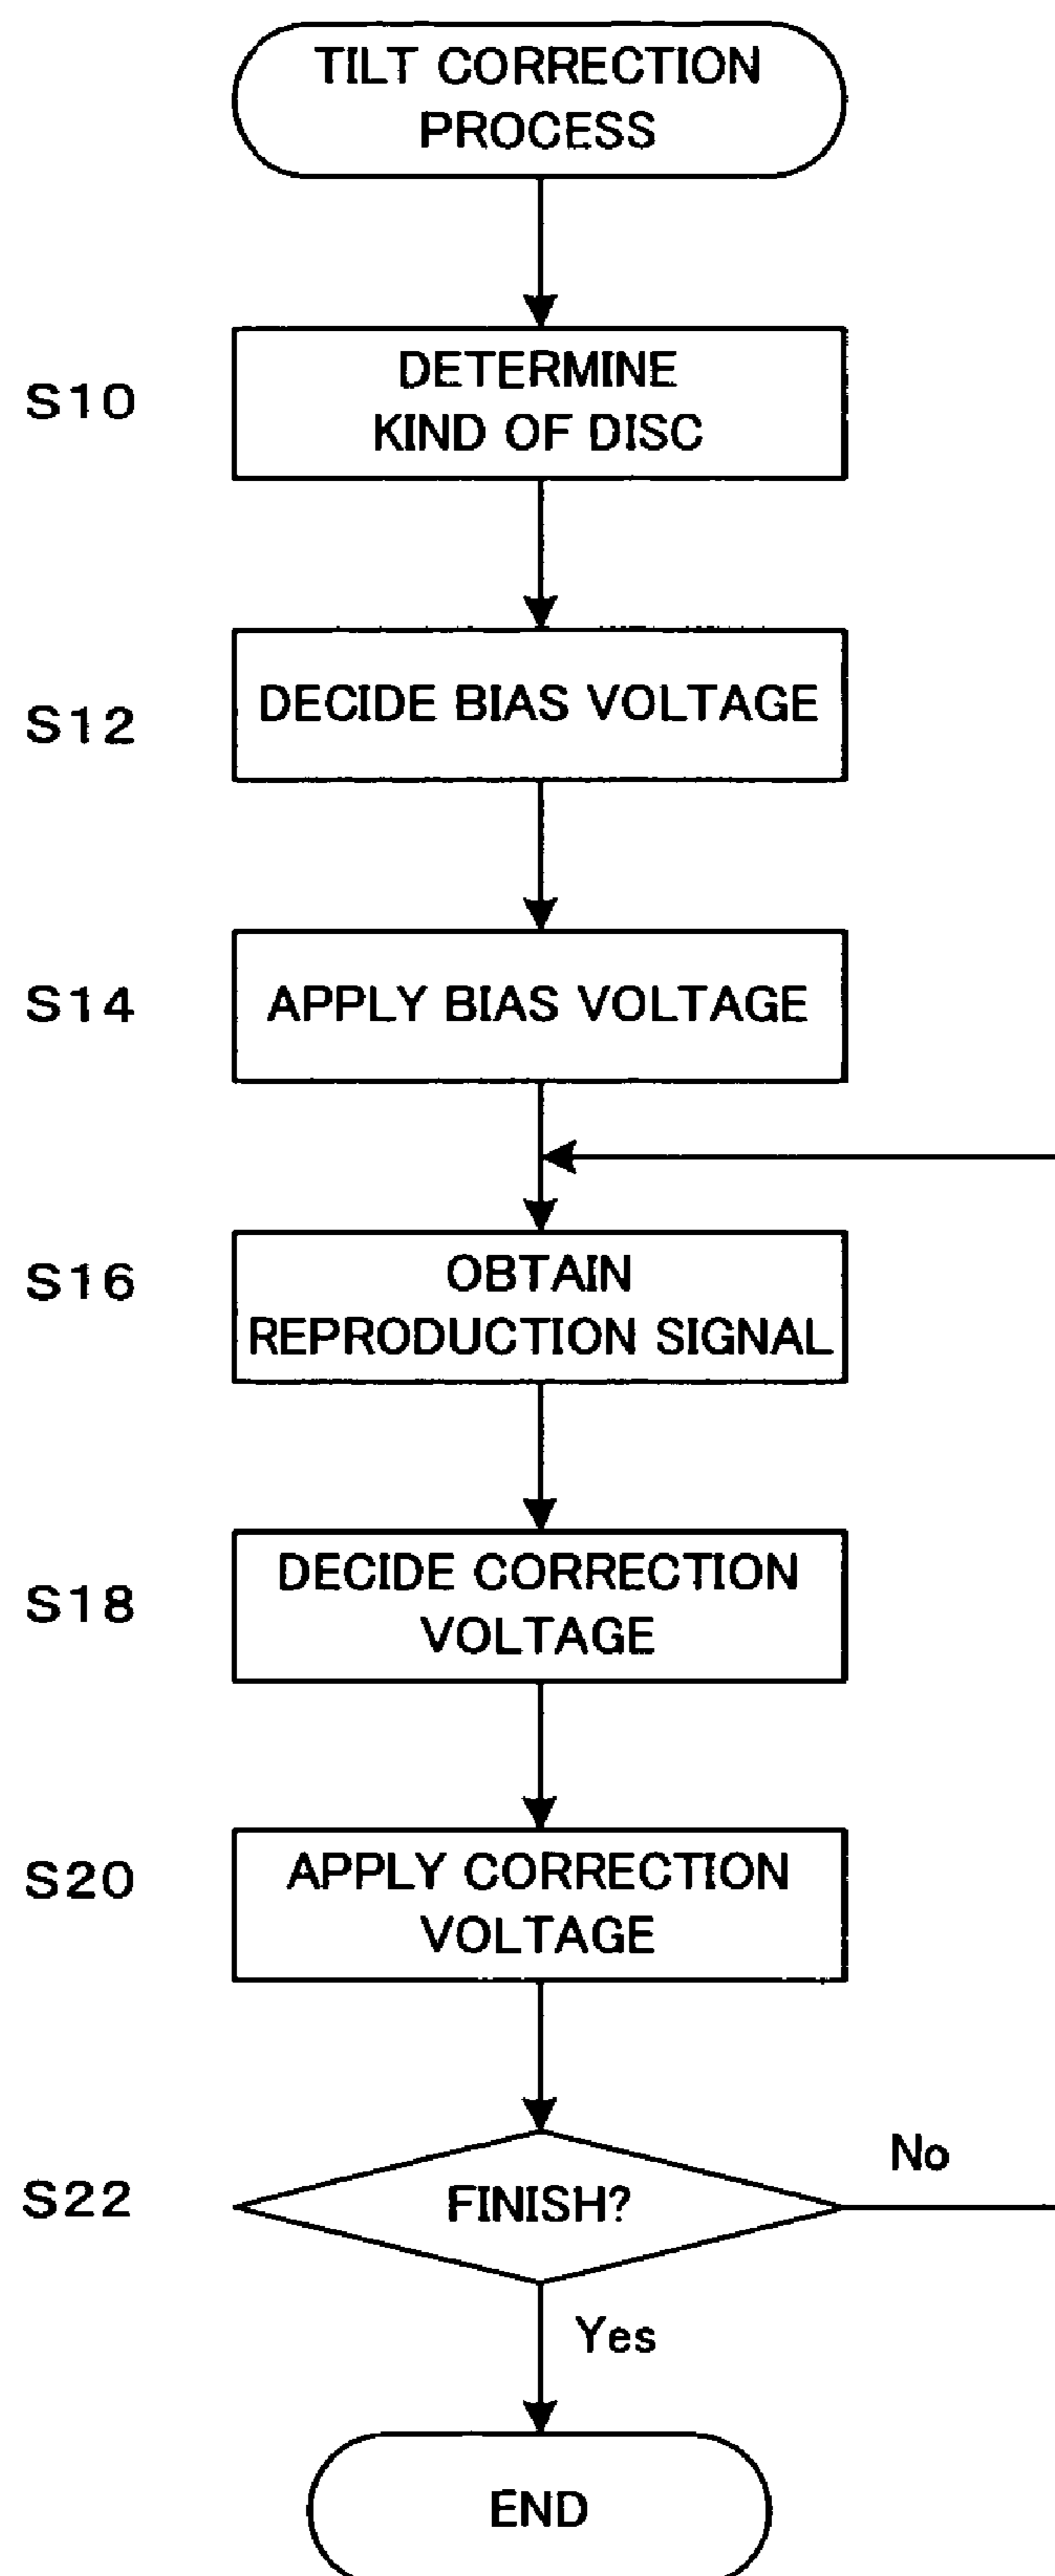 TILT CORRECTION
PROCESS
S10
DETERMINE
KIND OF DISC
S12
DECIDE BIAS VOLTAGE
S14
APPLY BIAS VOLTAGE
S16
OBTAIN
REPRODUCTION SIGNAL
S18
DECIDE CORRECTION
VOLTAGE
S20
APPLY CORRECTION
VOLTAGE
S22
FINISH?
No
Yes
END